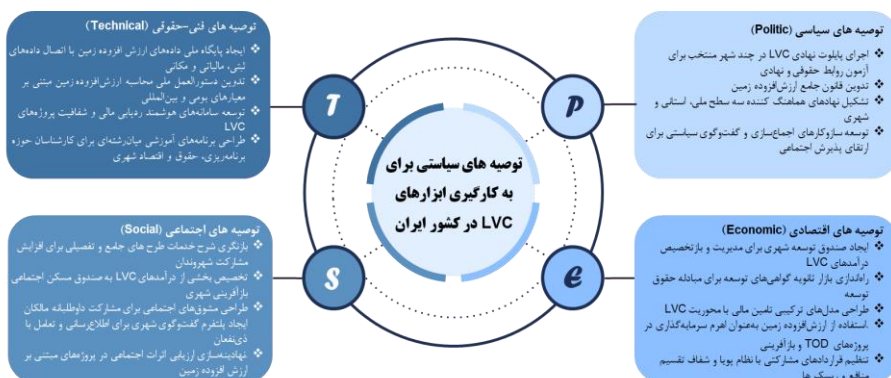 توصیه های سیاسی (Politic)
اجرای پایلوت نهادی LVC در چند شهر منتخب برای
آزمون روابط حقوقی و نهادی
تدوین قانون جامع ارزش‌افزوده زمین
تشکیل نهادهای هماهنگ کننده سه سطح ملی، استانی و
شهری
توسعه سازوکارهای اجماع‌سازی و گفت‌وگوی سیاستی برای
ارتقای پذیرش اجتماعی
P
توصیه های فنی-حقوقی (Technical)
ایجاد پایگاه ملی داده‌های ارزش افزوده زمین با اتصال داده‌های
ثبتی، مالیاتی و مکانی
تدوین دستورالعمل ملی محاسبه ارزش‌افزوده زمین مبتنی بر
معیارهای بومی و بین‌المللی
توسعه سامانه‌های هوشمند ردیابی مالی و شفافیت پروژه‌های
LVC
طراحی برنامه‌های آموزشی میان‌رشته‌ای برای کارشناسان حوزه
برنامه‌ریزی، حقوق و اقتصاد شهری
T
توصیه های سیاستی برای
به کارگیری ابزارهای
LVC در کشور ایران
توصیه های اقتصادی (Economic)
ایجاد صندوق توسعه شهری برای مدیریت و بازتخصیص
درآمدهای LVC
راه‌اندازی بازار ثانویه گواهی‌های توسعه برای مبادله حقوق
توسعه
طراحی مدل‌های ترکیبی تامین مالی با محوریت LVC
.استفاده از ارزش‌افزوده زمین به‌عنوان اهرم سرمایه‌گذاری در
پروژه‌های TOD و بازآفرینی
تنظیم قراردادهای مشارکتی با نظام پویا و شفاف تقسیم
منافع و ریسک ها
E
توصیه های اجتماعی (Social)
بازنگری شرح خدمات طرح های جامع و تفصیلی برای افزایش
مشارکت شهروندان
تخصیص بخشی از درآمدهای LVC به صندوق مسکن اجتماعی
بازآفرینی شهری
طراحی مشوق‌های اجتماعی برای مشارکت داوطلبانه مالکان
ایجاد پلتفرم گفت‌وگوی شهری برای اطلاع‌رسانی و تعامل با
ذی‌نفعان
.نهادینه‌سازی ارزیابی اثرات اجتماعی در پروژه‌های مبتنی بر
ارزش افزوده زمین
S